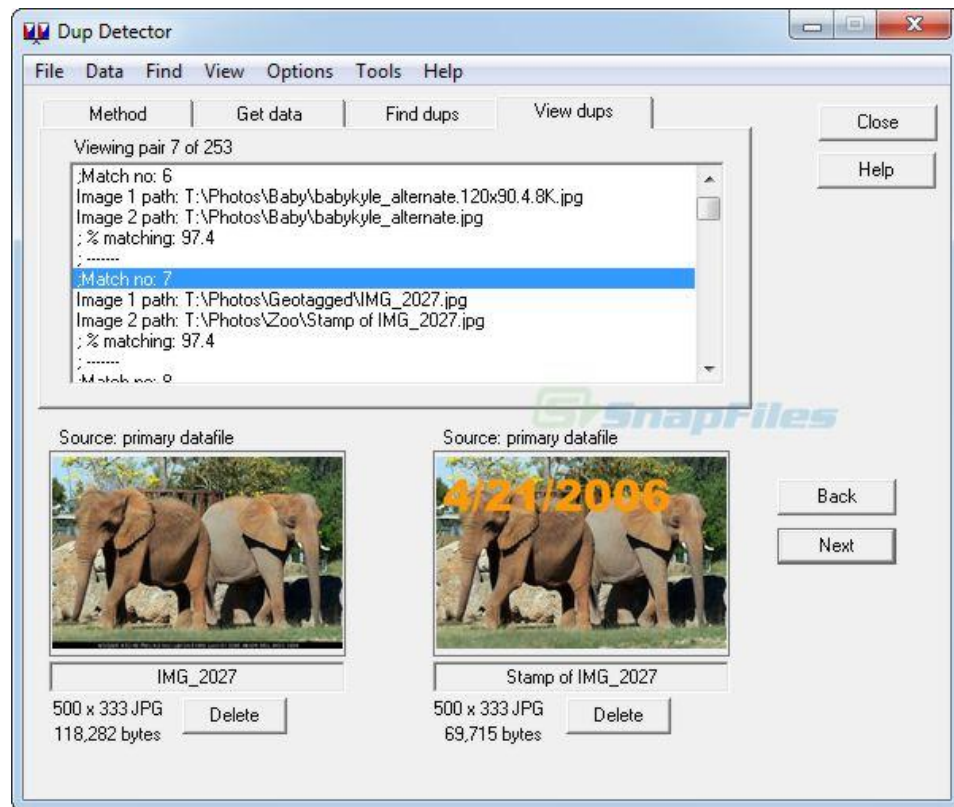 Dup Detector
File Data Find View Options Tools Help
Method Get data Find dups View dups
Close
Viewing pair 7 of 253
Help
;Match no: 6
Image 1 path: T:\Photos\Baby\babykyle_alternate.120x90.4.8K.jpg
Image 2 path: T:\Photos\Baby\babykyle_alternate.jpg
; % matching: 97.4
; -------
;Match no: 7
Image 1 path: T:\Photos\Geotagged\IMG_2027.jpg
Image 2 path: T:\Photos\Zoo\Stamp of IMG_2027.jpg
; % matching: 97.4
; -------
;Match no: 8
SnapFiles
Source: primary datafile Source: primary datafile
4/21/2006
Back
Next
IMG_2027 Stamp of IMG_2027
500 x 333 JPG Delete 500 x 333 JPG Delete
118,282 bytes 69,715 bytes